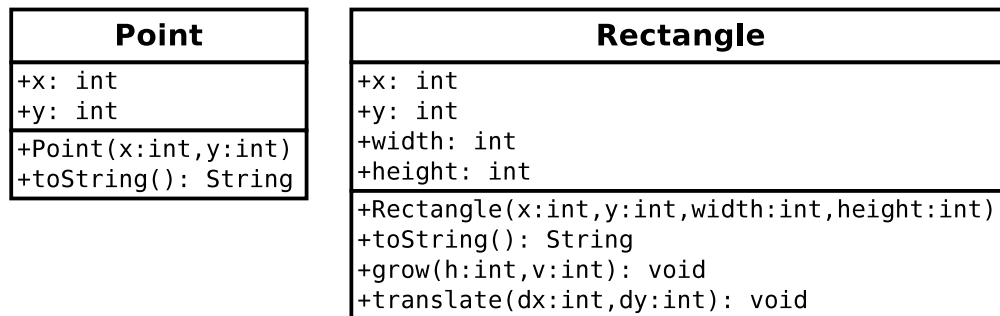 Point
+x: int
+y: int
+Point(x:int,y:int)
+toString(): String
Rectangle
+x: int
+y: int
+width: int
+height: int
+Rectangle(x:int,y:int,width:int,height:int)
+toString(): String
+grow(h:int,v:int): void
+translate(dx:int,dy:int): void